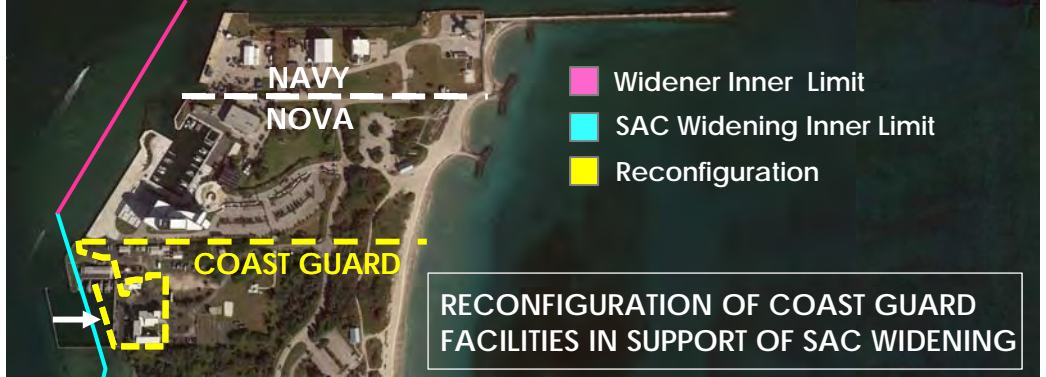 NAVY
NOVA
Widener Inner Limit
SAC Widening Inner Limit
Reconfiguration
COAST GUARD
RECONFIGURATION OF COAST GUARD
FACILITIES IN SUPPORT OF SAC WIDENING